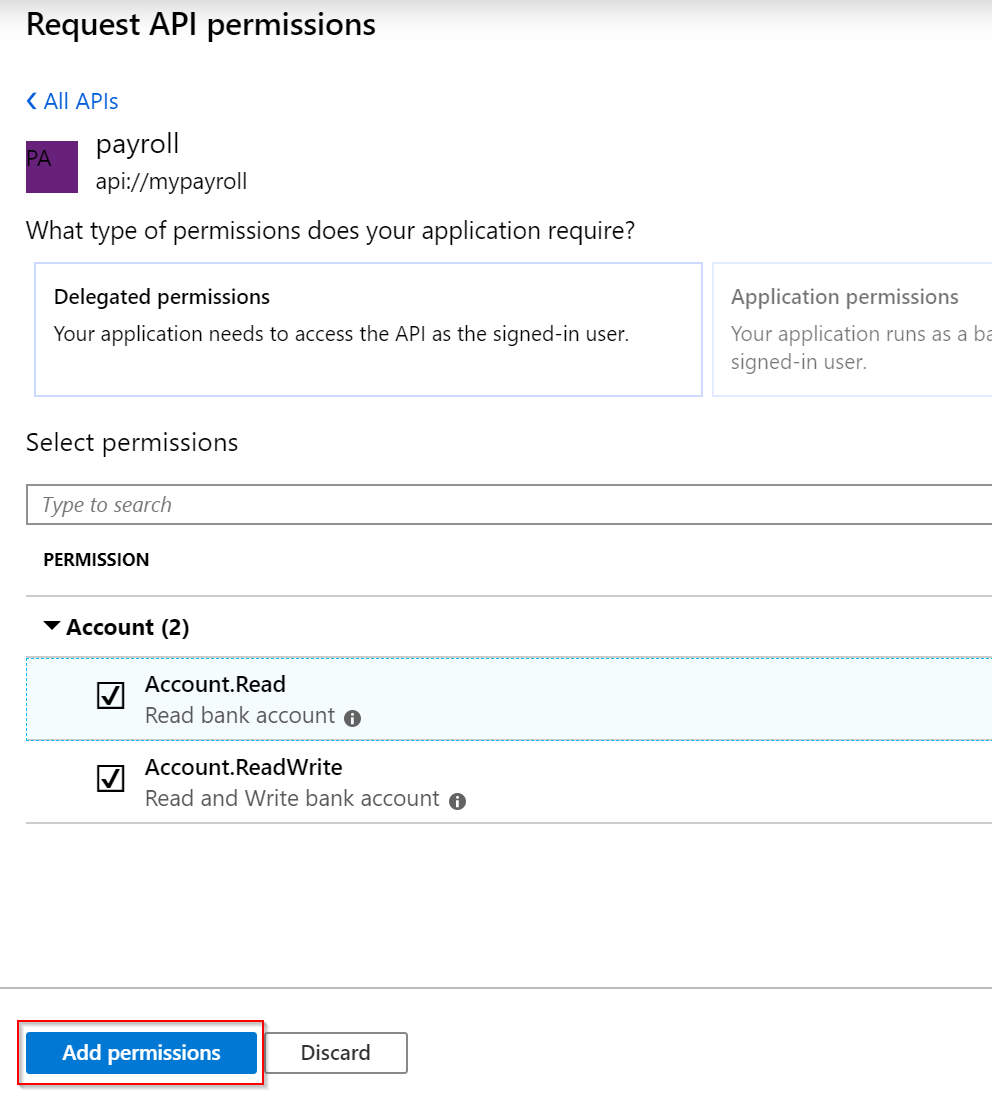 Request API permissions
All APIs
PA
payroll
api://mypayroll
What type of permissions does your application require?
Delegated permissions
Your application needs to access the API as the signed-in user.
Application permissions
Your application runs as a
signed-in user.
Select permissions
Type to search
PERMISSION
Account (2)
Account.Read
Read bank account
Account.ReadWrite
Read and Write bank account
Add permissions
Discard